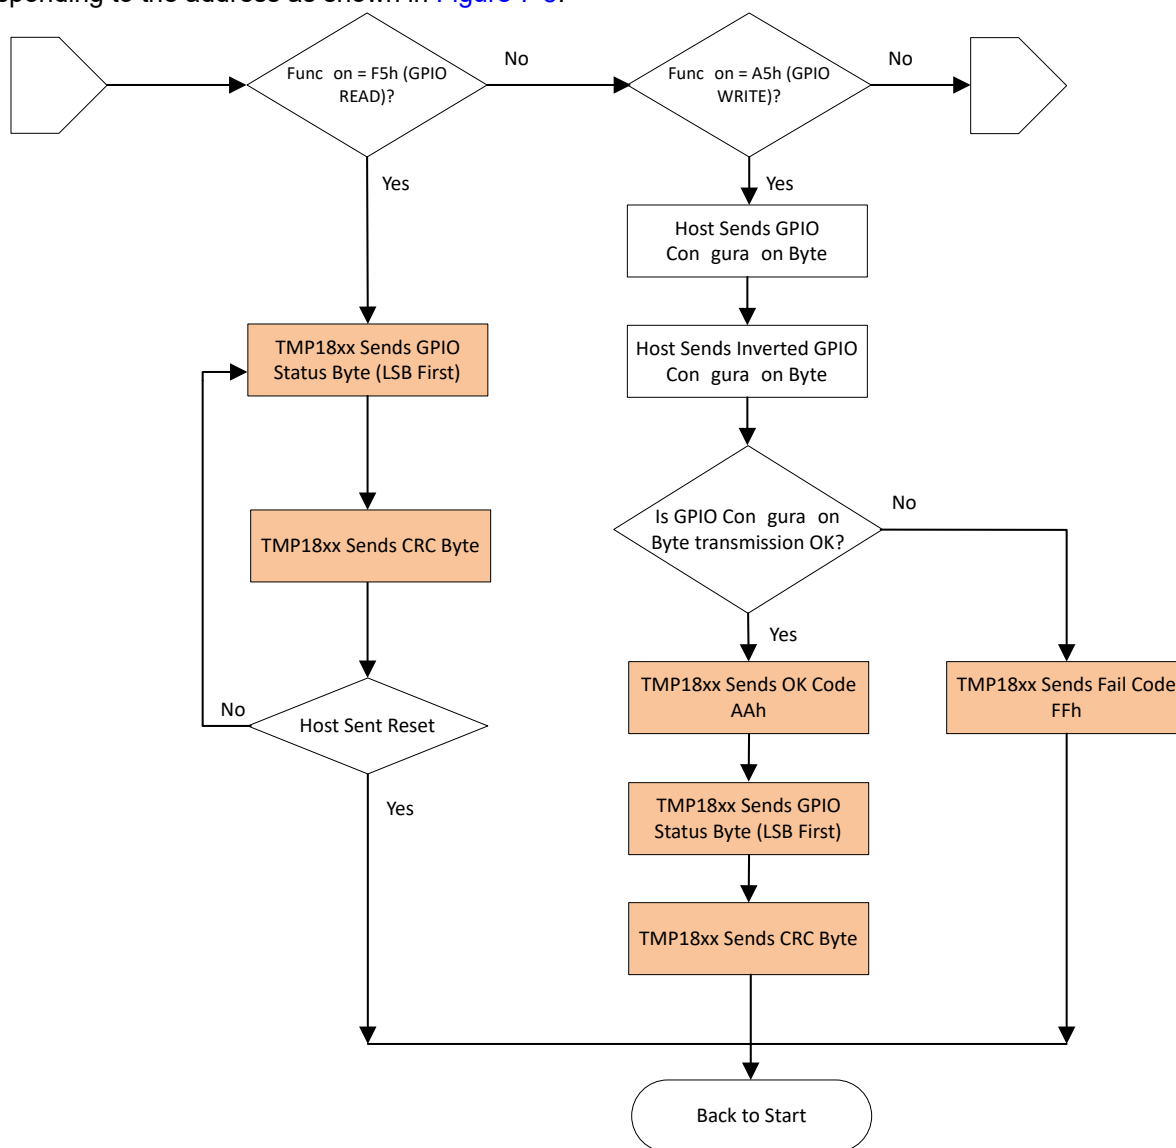 sponding to the address as shown in Figure 7-8.
Func on = F5h (GPIO
READ)?
No
Func on = A5h (GPIO
WRITE)?
No
Yes
Yes
Host Sends GPIO
Con gura on Byte
TMP18xx Sends GPIO
Status Byte (LSB First)
Host Sends Inverted GPIO
Con gura on Byte
TMP18xx Sends CRC Byte
Is GPIO Con gura on
Byte transmission OK?
No
Yes
Host Sent Reset
No
Yes
TMP18xx Sends OK Code
AAh
TMP18xx Sends Fail Code
FFh
TMP18xx Sends GPIO
Status Byte (LSB First)
TMP18xx Sends CRC Byte
Back to Start